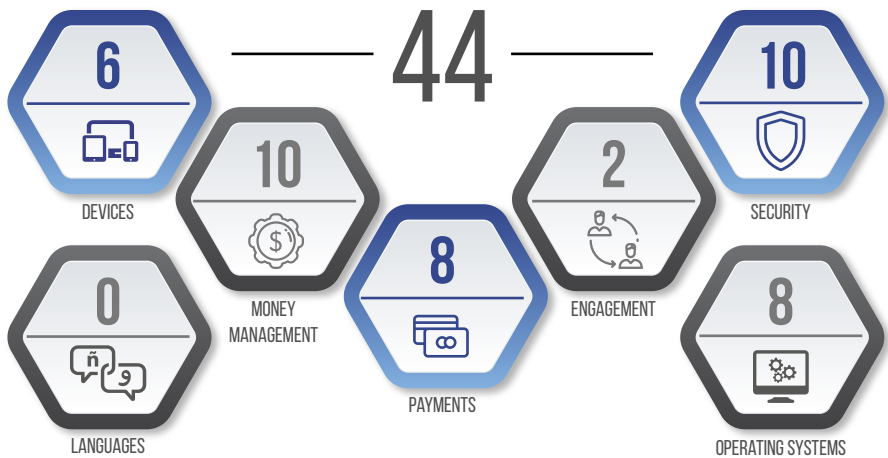 44
6
DEVICES
10
MONEY
MANAGEMENT
8
PAYMENTS
2
ENGAGEMENT
10
SECURITY
0
ñ
و
LANGUAGES
8
OPERATING SYSTEMS
$